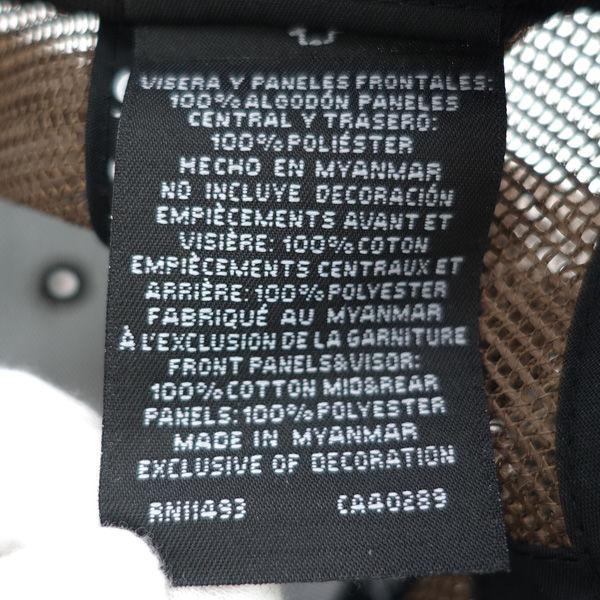 VISERA Y PANELES FRONTALES:
100% ALGODÓN PANELES
CENTRAL Y TRASERO:
100% POLIÉSTER
HECHO EN MYANMAR
NO INCLUYE DECORACIÓN
EMPIÈCEMENTS AVANT ET
VISIÈRE: 100% COTON
EMPIÈCEMENTS CENTRAUX ET
ARRIÈRE: 100% POLYESTER
FABRIQUÉ AU MYANMAR
À L'EXCLUSION DE LA GARNITURE
FRONT PANELS&VISOR:
100% COTTON MID&REAR
PANELS: 100% POLYESTER
MADE IN MYANMAR
EXCLUSIVE OF DECORATION
RN11493 CA40289